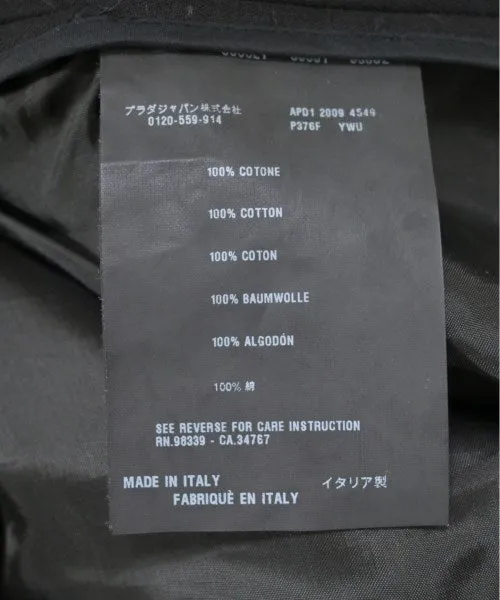 プラダジャパン株式会社
0120-559-914
APD1 2009 4549
P376F YWU
100% COTONE
100% COTTON
100% COTON
100% BAUMWOLLE
100% ALGODÓN
100% 綿
SEE REVERSE FOR CARE INSTRUCTION
RN.98339 - CA.34767
MADE IN ITALY
FABRIQUÈ EN ITALY
イタリア製